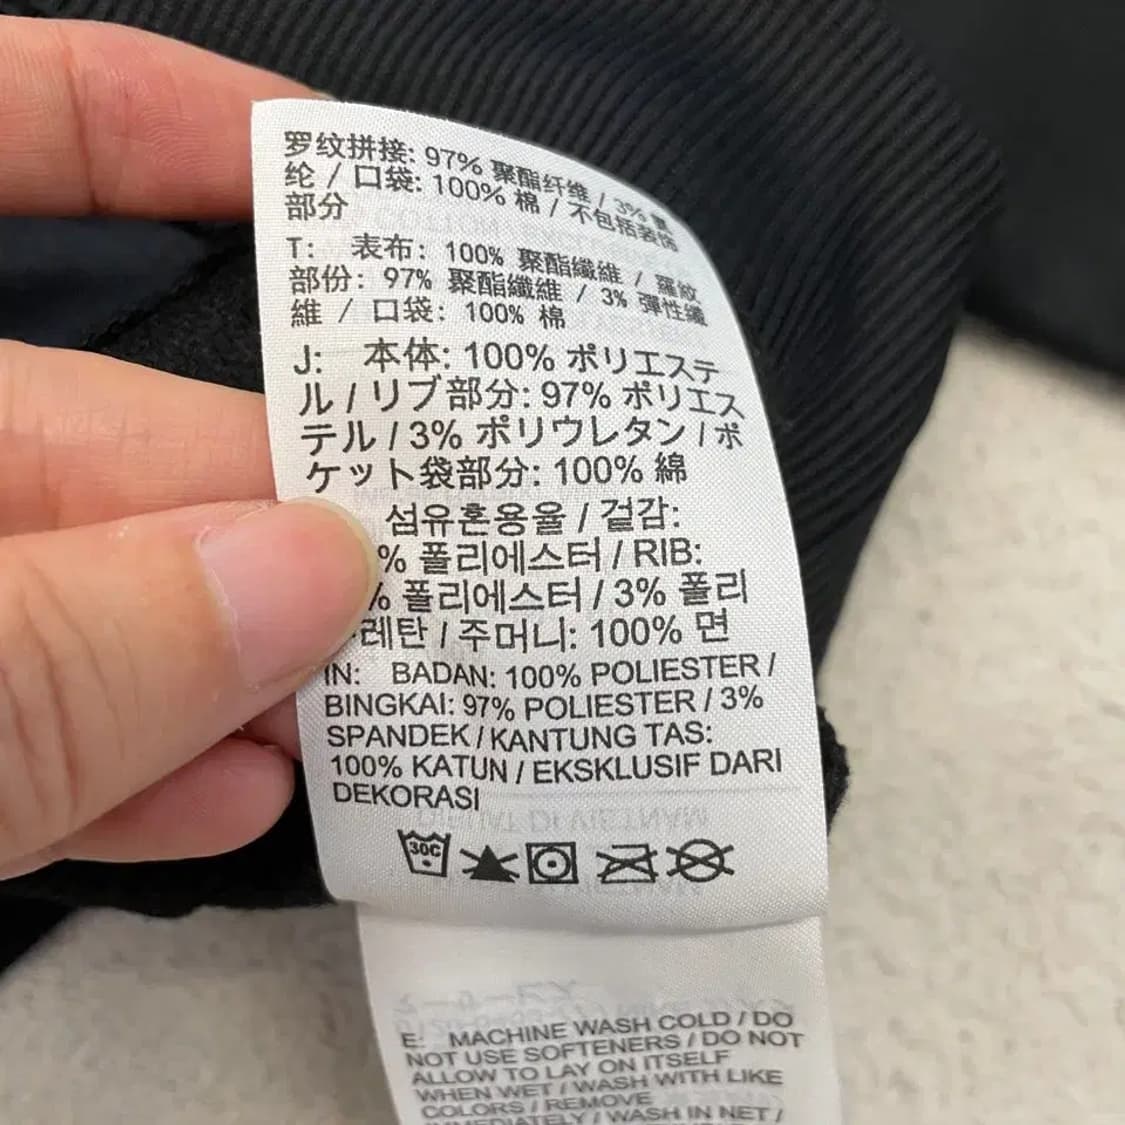 罗纹拼接: 97% 聚酯纤维 / 3% 氨
纶 / 口袋: 100% 棉 / 不包括装饰
部分
T: 表布: 100% 聚酯纖維 / 羅紋
部份: 97% 聚酯纖維 / 3% 彈性纖
維 / 口袋: 100% 棉
J: 本体: 100% ポリエステ
ル / リブ部分: 97% ポリエス
テル / 3% ポリウレタン / ポ
ケット袋部分: 100% 綿
섬유혼용율 / 겉감:
% 폴리에스터 / RIB:
% 폴리에스터 / 3% 폴리
레탄 / 주머니: 100% 면
IN: BADAN: 100% POLIESTER /
BINGKAI: 97% POLIESTER / 3%
SPANDEK / KANTUNG TAS:
100% KATUN / EKSKLUSIF DARI
DEKORASI
30C
E: MACHINE WASH COLD / DO
NOT USE SOFTENERS / DO NOT
ALLOW TO LAY ON ITSELF
WHEN WET / WASH WITH LIKE
COLORS / REMOVE
IMMEDIATELY / WASH IN NET /